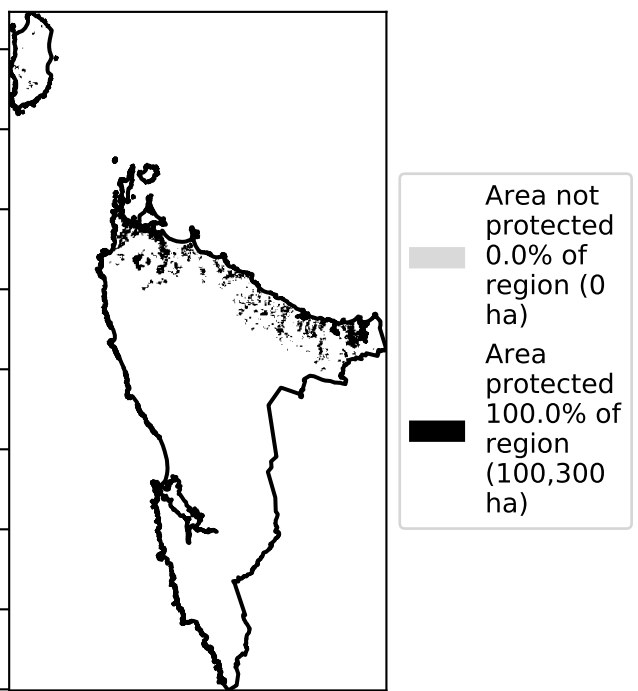 Area not
protected
0.0% of
region (0
ha)
Area
protected
100.0% of
region
(100,300
ha)